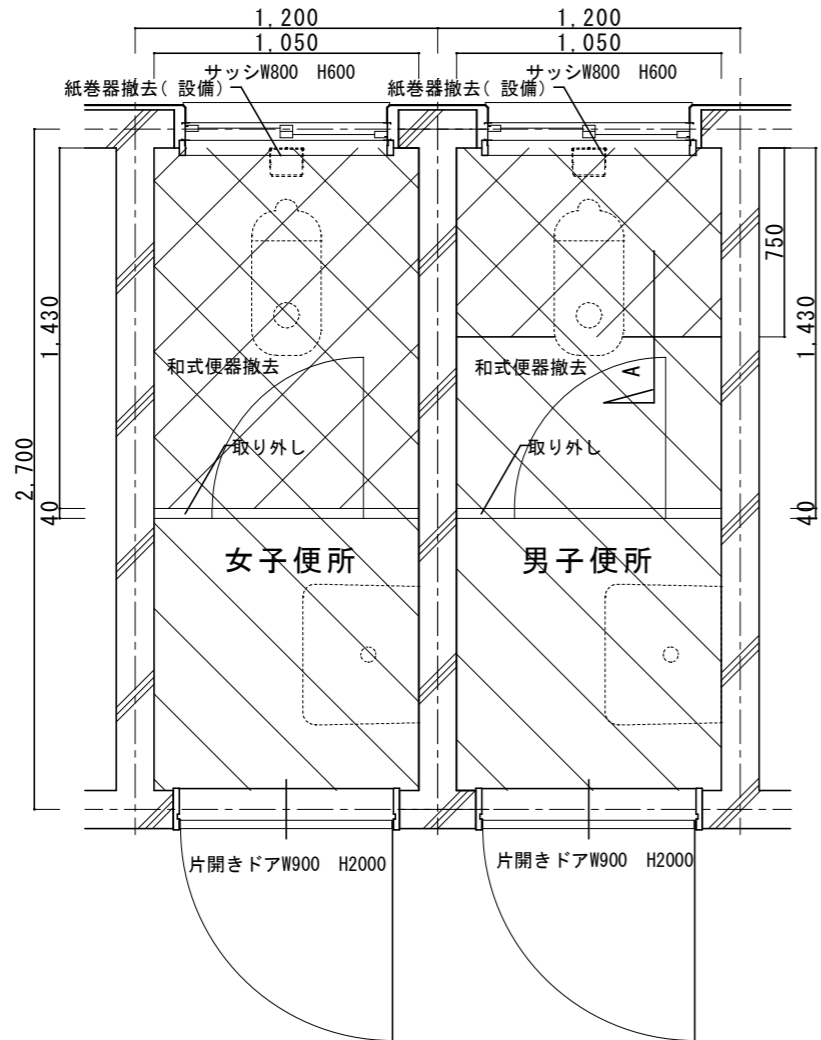 1,200
1,200
1,050
1,050
サッシW800 H600
サッシW800 H600
紙巻器撤去( 設備)
紙巻器撤去( 設備)
750
1,430
1,430
和式便器撤去
和式便器撤去
A
取り外し
取り外し
2,700
40
40
女子便所
男子便所
片開きドアW900 H2000
片開きドアW900 H2000